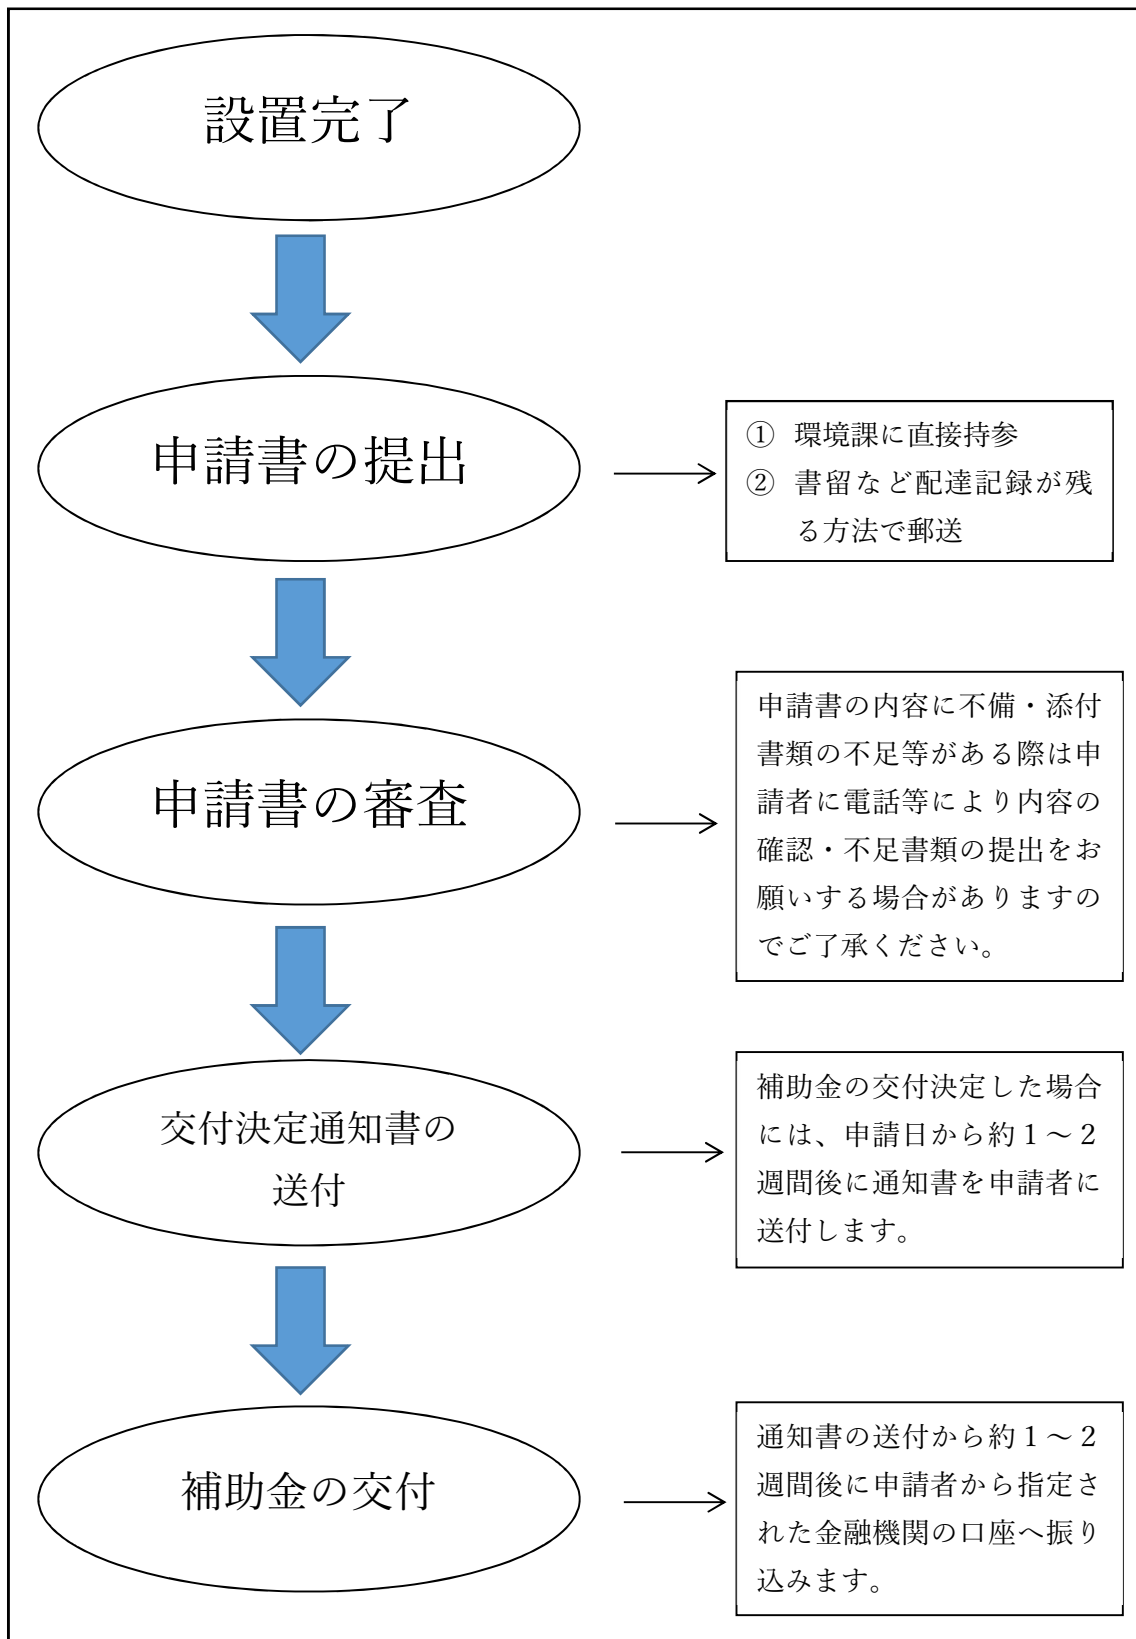 設置完了
申請書の提出
① 環境課に直接持参
② 書留など配達記録が残
る方法で郵送
申請書の審査
申請書の内容に不備・添付
書類の不足等がある際は申
請者に電話等により内容の
確認・不足書類の提出をお
願いする場合がありますの
でご了承ください。
交付決定通知書の
送付
補助金の交付決定した場合
には、申請日から約１～２
週間後に通知書を申請者に
送付します。
補助金の交付
通知書の送付から約１～２
週間後に申請者から指定さ
れた金融機関の口座へ振り
込みます。